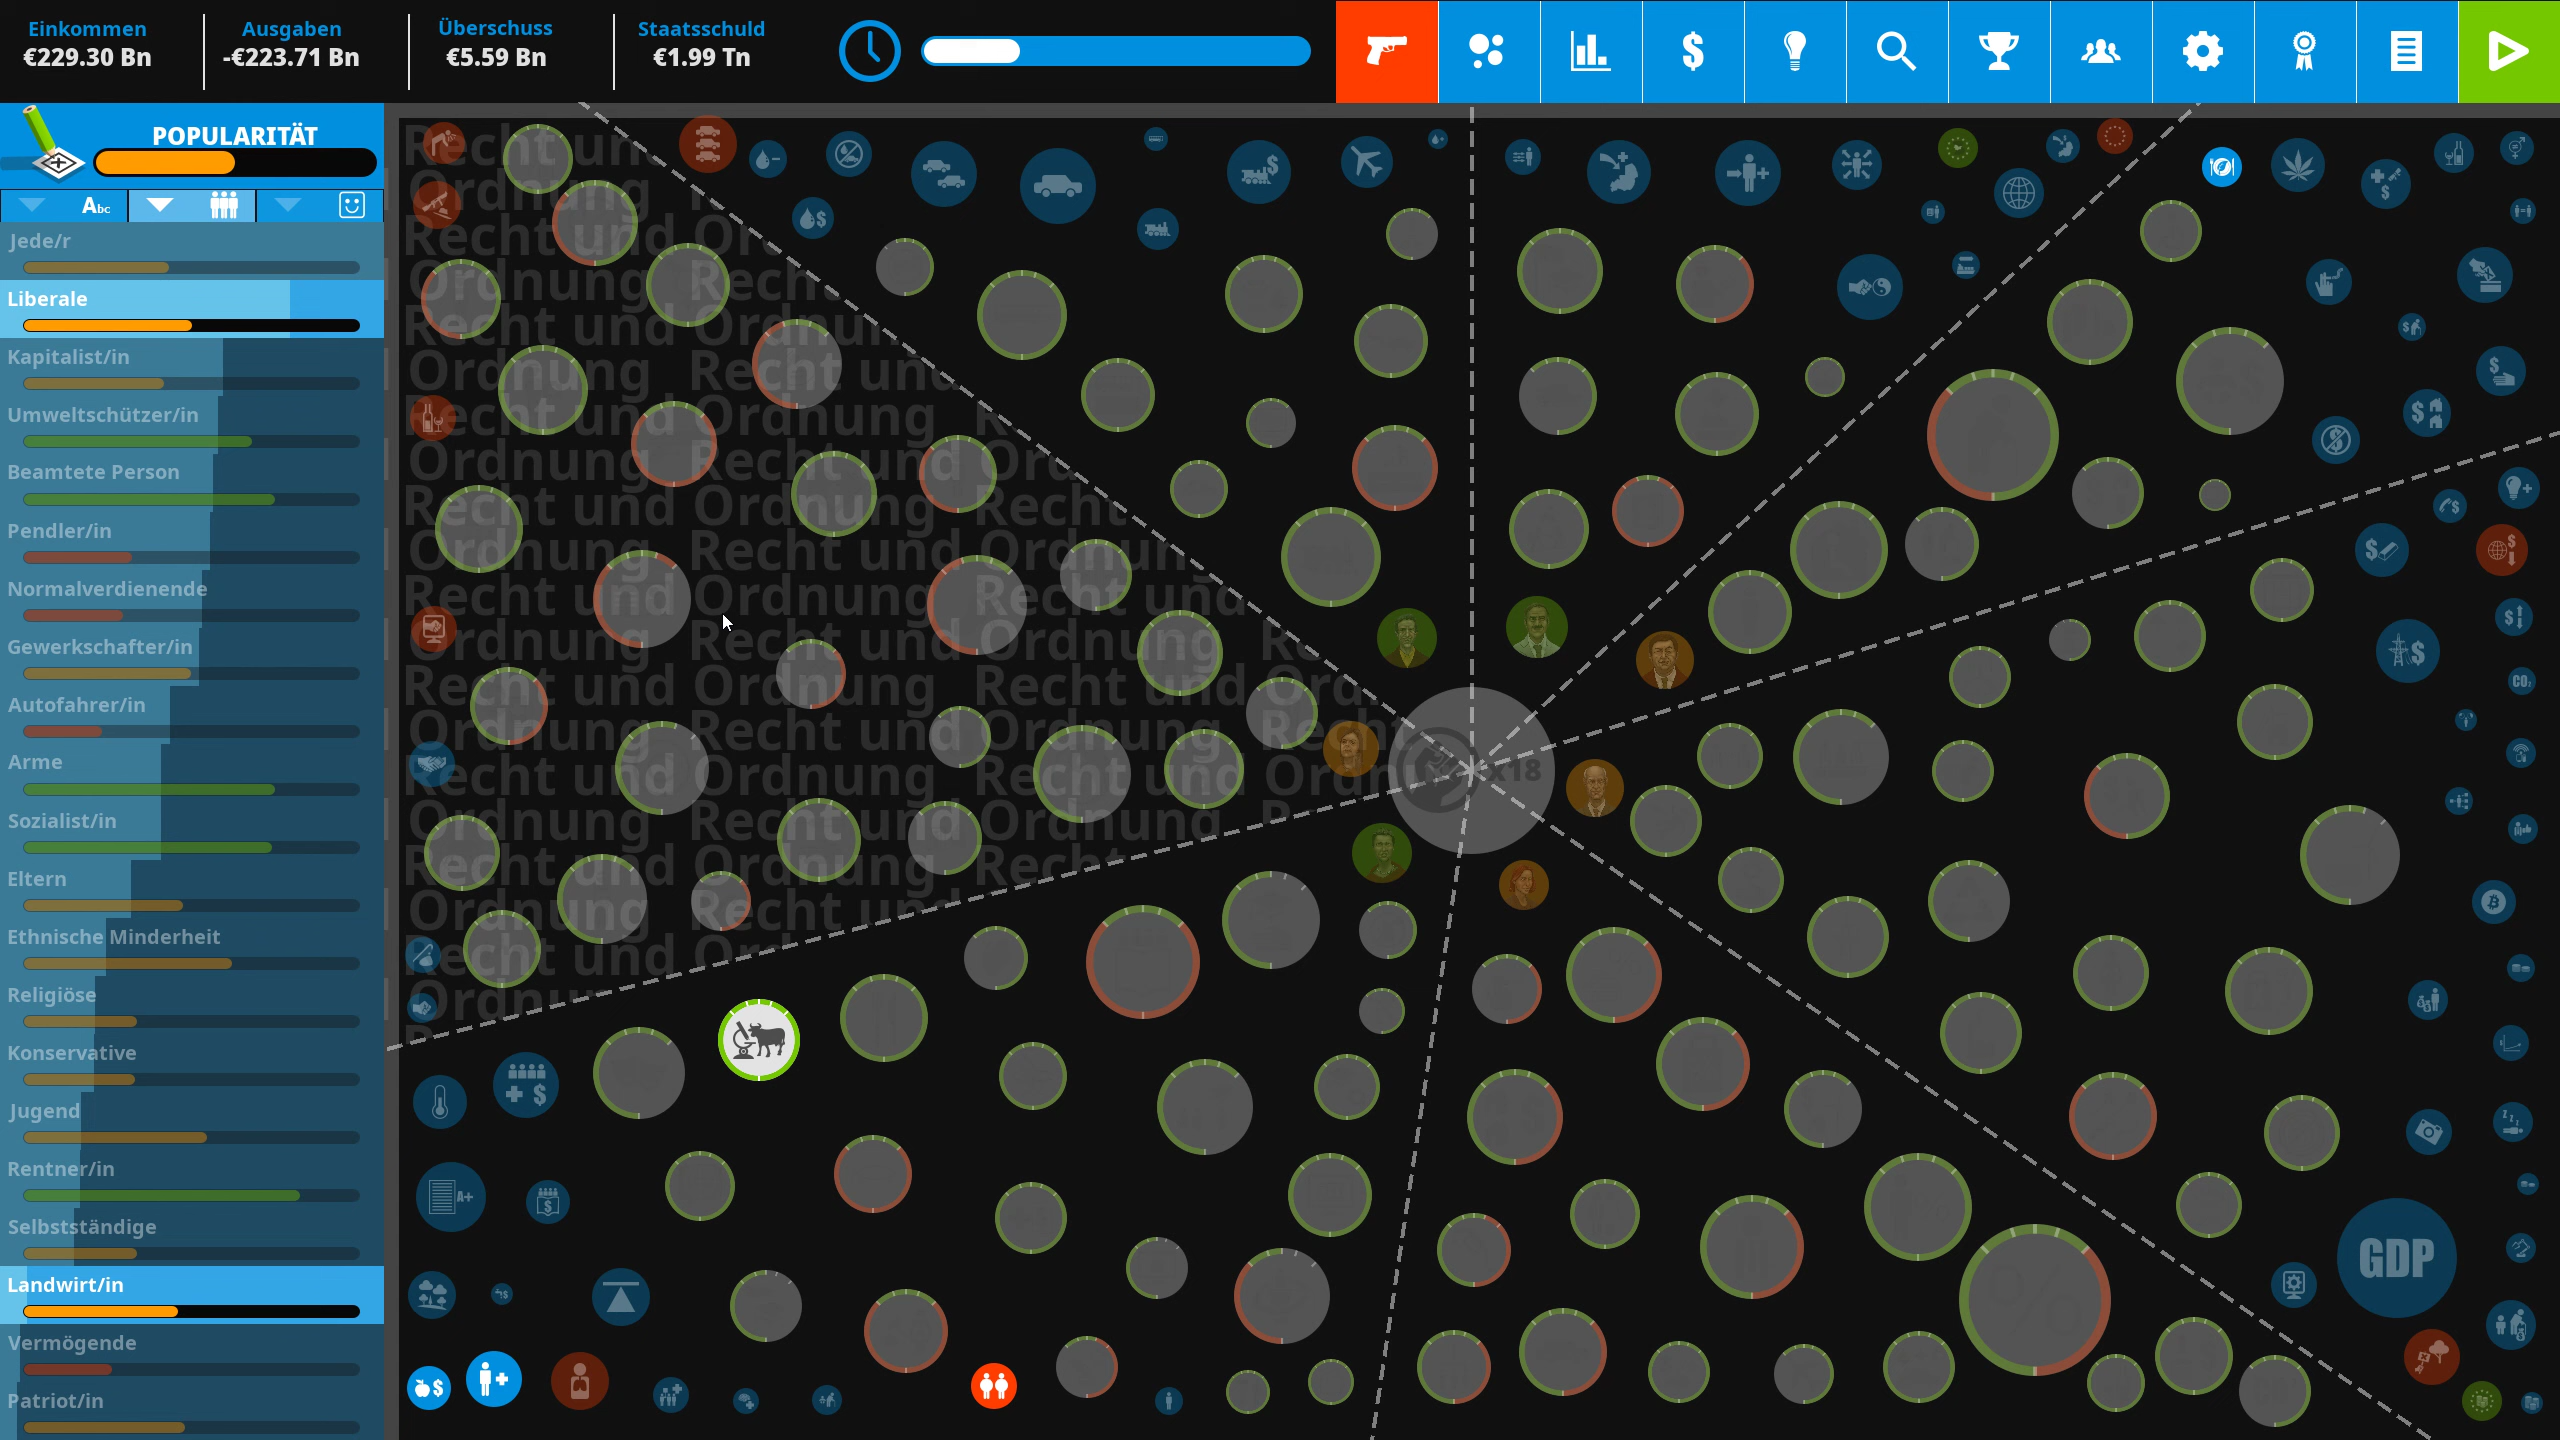 Einkommen
€229.30 Bn
Ausgaben
-€223.71 Bn
Überschuss
€5.59 Bn
Staatsschuld
€1.99 Tn
POPULARITÄT
Abc
Jede/r
Liberale
Kapitalist/in
Umweltschützer/in
Beamtete Person
Pendler/in
Normalverdienende
Gewerkschafter/in
Autofahrer/in
Arme
Sozialist/in
Eltern
Ethnische Minderheit
Religiöse
Konservative
Jugend
Rentner/in
Selbstständige
Landwirt/in
Vermögende
Patriot/in
Recht und Ordnung
x18
CO₂
A+
GDP